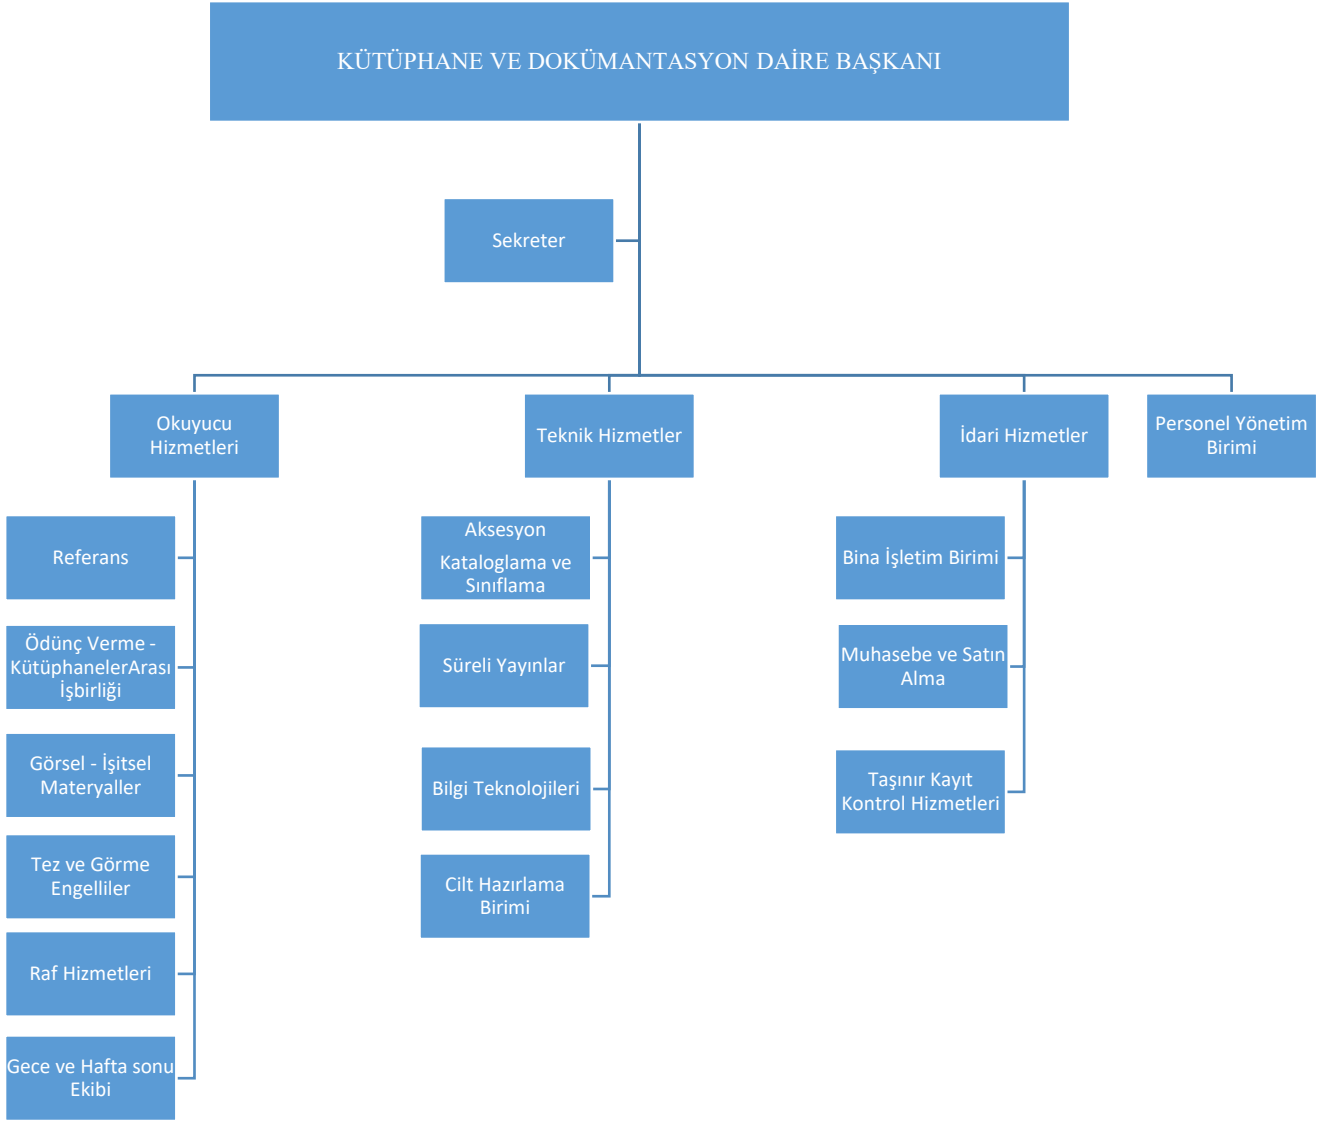 KÜTÜPHANE VE DOKÜMANTASYON DAİRE BAŞKANI
Sekreter
Okuyucu
Hizmetleri
Teknik Hizmetler
İdari Hizmetler
Personel Yönetim
Birimi
Referans
Ödünç Verme -
KütüphanelerArası
İşbirliği
Görsel - İşitsel
Materyaller
Tez ve Görme
Engelliler
Raf Hizmetleri
Gece ve Hafta sonu
Ekibi
Aksesyon
Kataloglama ve
Sınıflama
Süreli Yayınlar
Bilgi Teknolojileri
Cilt Hazırlama
Birimi
Bina İşletim Birimi
Muhasebe ve Satın
Alma
Taşınır Kayıt
Kontrol Hizmetleri